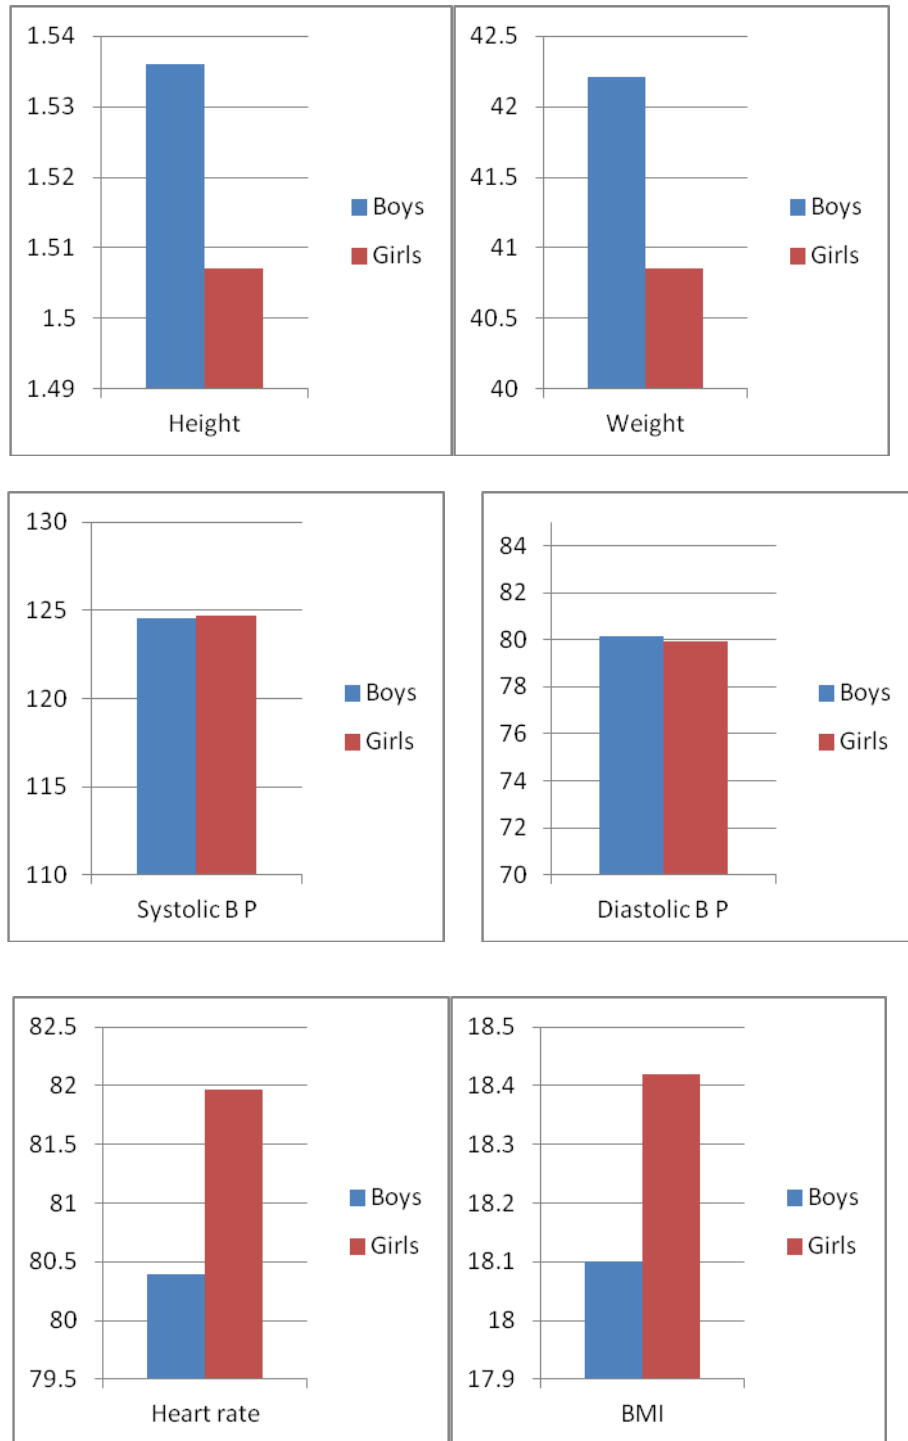 1.54
1.53
1.52
1.51
1.5
1.49
Boys
Girls
Height
42.5
42
41.5
41
40.5
40
Boys
Girls
Weight
130
125
120
115
110
Boys
Girls
Systolic B P
84
82
80
78
76
74
72
70
Boys
Girls
Diastolic B P
82.5
82
81.5
81
80.5
80
79.5
Boys
Girls
Heart rate
18.5
18.4
18.3
18.2
18.1
18
17.9
Boys
Girls
BMI